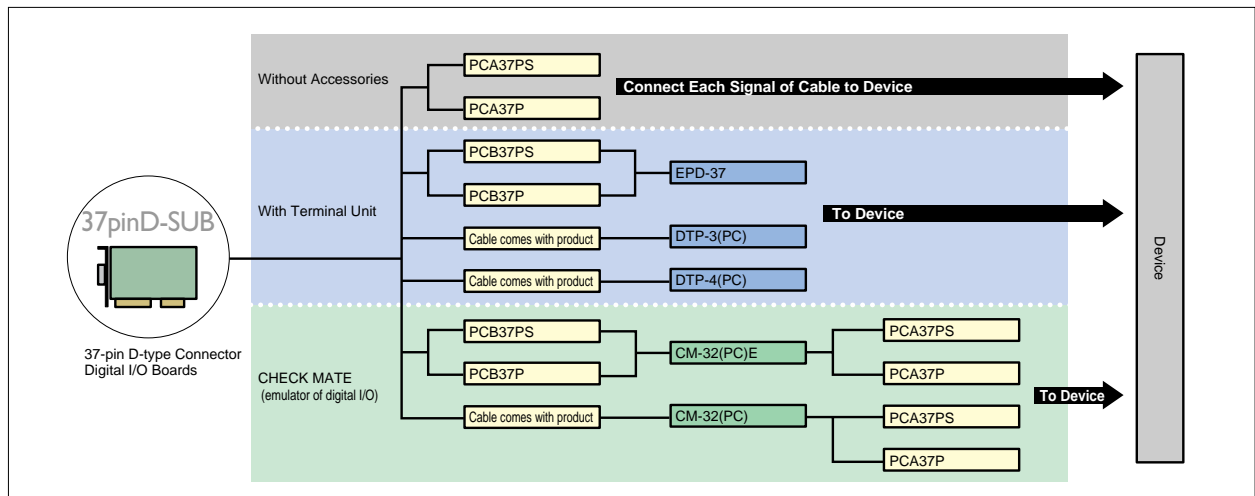 Without Accessories
PCA37PS
PCA37P
Connect Each Signal of Cable to Device
With Terminal Unit
PCB37PS
PCB37P
EPD-37
Cable comes with product
DTP-3(PC)
Cable comes with product
DTP-4(PC)
To Device
37pinD-SUB
37-pin D-type Connector
Digital I/O Boards
CHECK MATE
(emulator of digital I/O)
PCB37PS
PCB37P
CM-32(PC)E
PCA37PS
PCA37P
Cable comes with product
CM-32(PC)
PCA37PS
PCA37P
To Device
Device